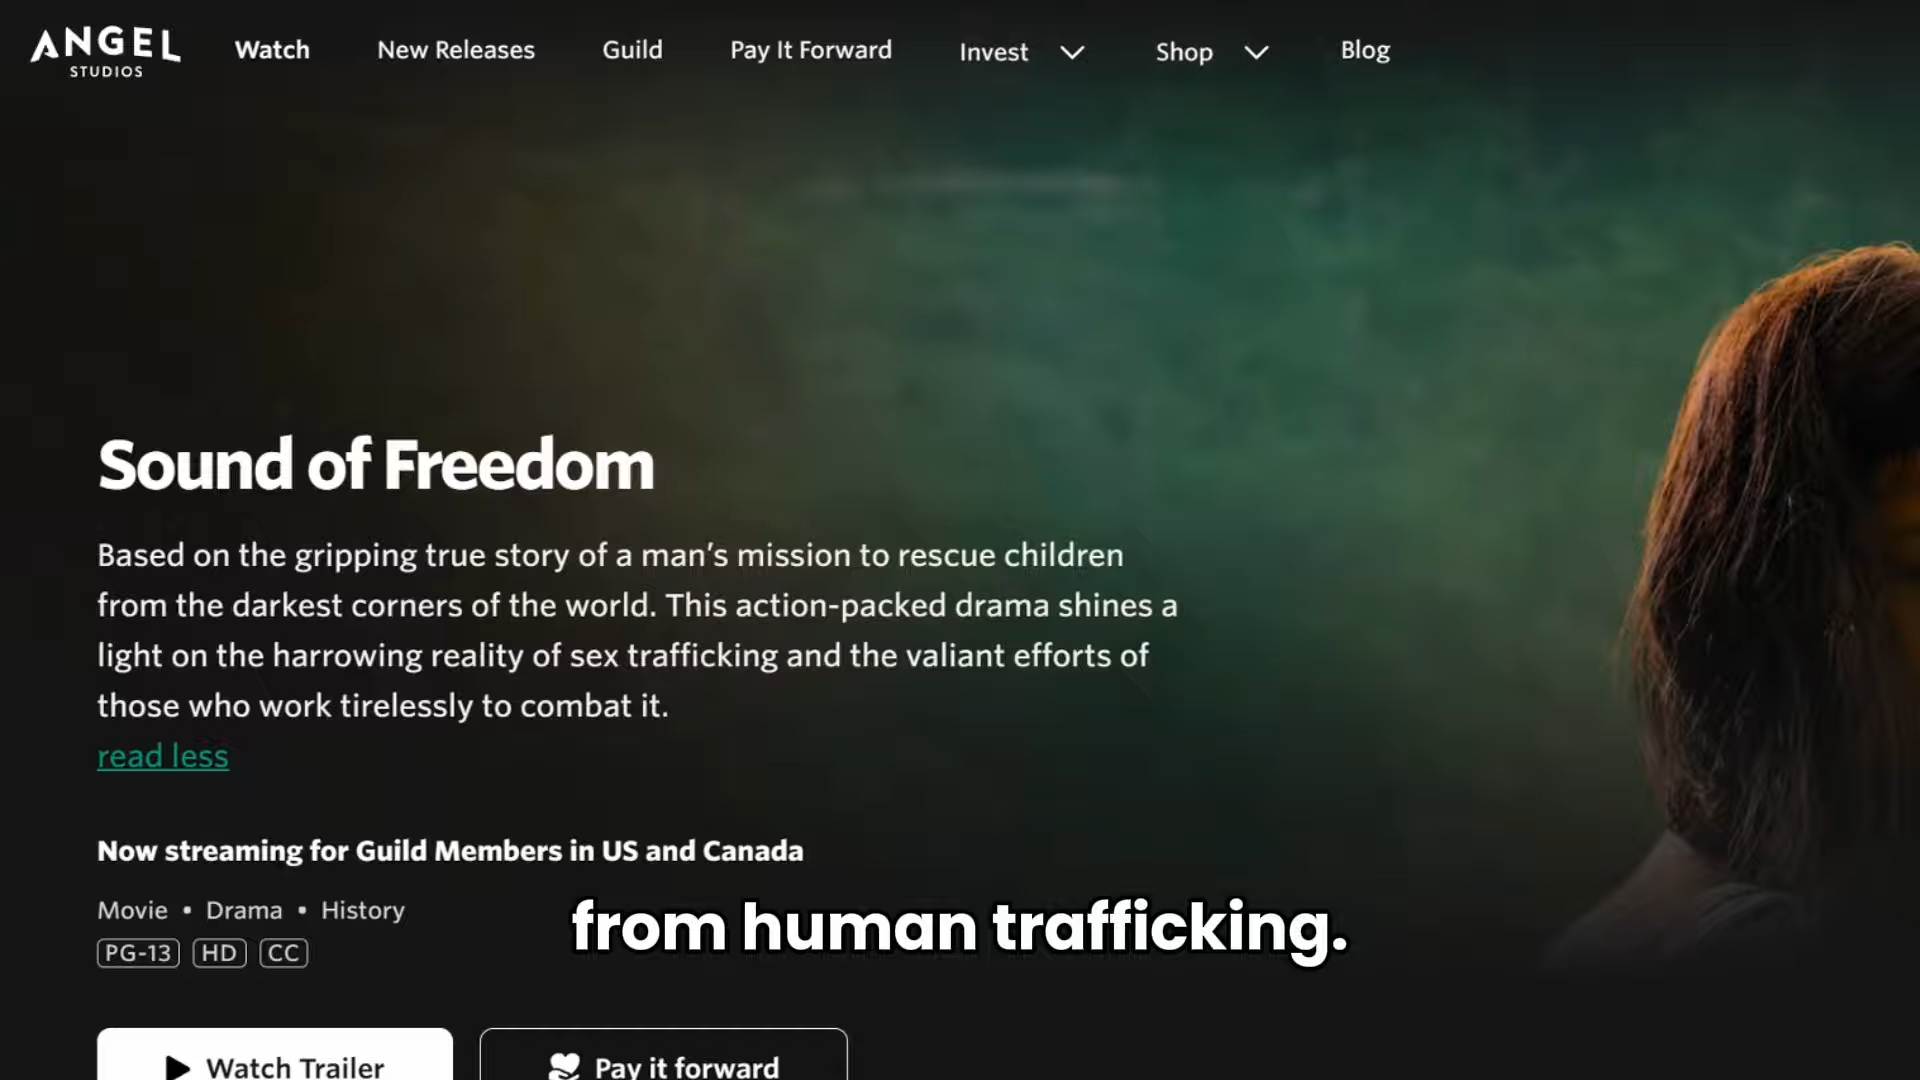 ANGEL
STUDIOS
Watch
New Releases
Guild
Pay It Forward
Invest
Shop
Blog
Sound of Freedom
Based on the gripping true story of a man’s mission to rescue children
from the darkest corners of the world. This action-packed drama shines a
light on the harrowing reality of sex trafficking and the valiant efforts of
those who work tirelessly to combat it.
read less
Now streaming for Guild Members in US and Canada
Movie • Drama • History
PG-13 HD CC
from human trafficking.
Watch Trailer
Pay it forward